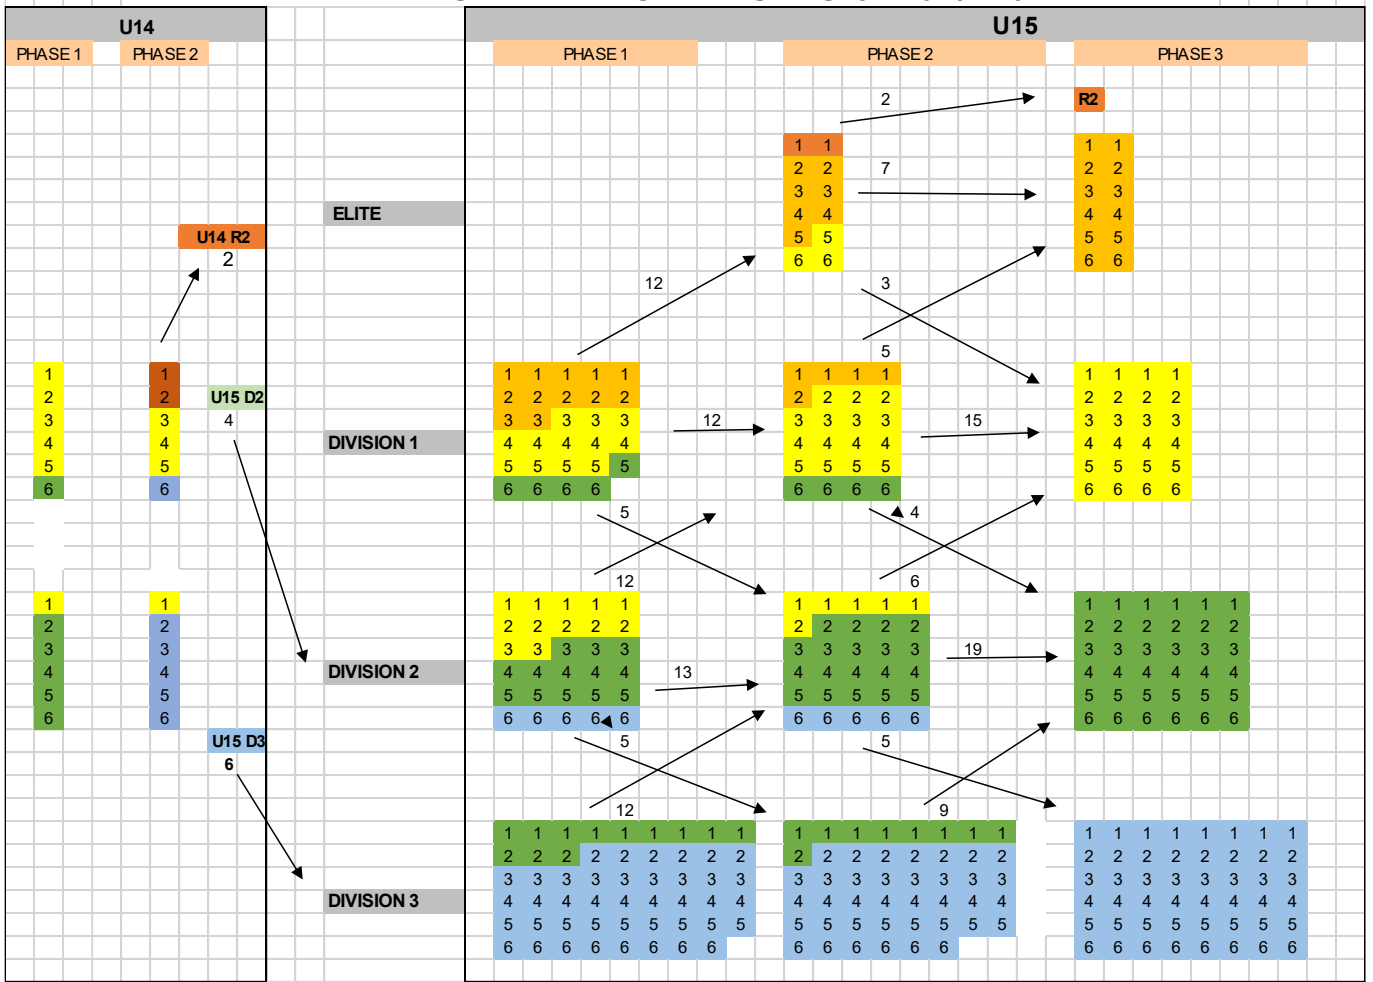 U14 U15
PHASE 1 PHASE 2 PHASE 1 PHASE 2 PHASE 3
2 R2
1 1 1 1
2 2 7 2 2
3 3 3 3
ELITE 4 4 4 4
U14 R2 5 5 5 5
2 6 6 6 6
12 3
5
1 1 1 1 1 1 1 1 1 1 1 1 1 1 1
2 2 U15 D2 2 2 2 2 2 2 2 2 2 2 2 2 2
3 3 4 3 3 3 3 3 12 3 3 3 3 15 3 3 3 3
4 4 DIVISION 1 4 4 4 4 4 4 4 4 4 4 4 4 4
5 5 5 5 5 5 5 5 5 5 5 5 5 5 5
6 6 6 6 6 6 6 6 6 6 6 6 6 6
5 4
12 6
1 1 1 1 1 1 1 1 1 1 1 1 1 1 1 1 1 1
2 2 2 2 2 2 2 2 2 2 2 2 2 2 2 2 2 2
3 3 3 3 3 3 3 3 3 3 3 3 19 3 3 3 3 3 3
4 4 DIVISION 2 4 4 4 4 4 13 4 4 4 4 4 4 4 4 4 4 4
5 5 5 5 5 5 5 5 5 5 5 5 5 5 5 5 5 5
6 6 6 6 6 6 6 6 6 6 6 6 6 6 6 6 6 6
U15 D3 5 5
6
12 9
1 1 1 1 1 1 1 1 1 1 1 1 1 1 1 1 1 1 1 1 1 1 1 1 1
2 2 2 2 2 2 2 2 2 2 2 2 2 2 2 2 2 2 2 2 2 2 2 2 2
3 3 3 3 3 3 3 3 3 3 3 3 3 3 3 3 3 3 3 3 3 3 3 3 3
DIVISION 3 4 4 4 4 4 4 4 4 4 4 4 4 4 4 4 4 4 4 4 4 4 4 4 4 4
5 5 5 5 5 5 5 5 5 5 5 5 5 5 5 5 5 5 5 5 5 5 5 5 5
6 6 6 6 6 6 6 6 6 6 6 6 6 6 6 6 6 6 6 6 6 6